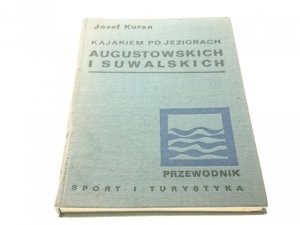 Józef Kuran
KAJAKIEM PO JEZIORACH
AUGUSTOWSKICH
I SUWALSKICH
PRZEWODNIK
SPORT I TURYSTYKA